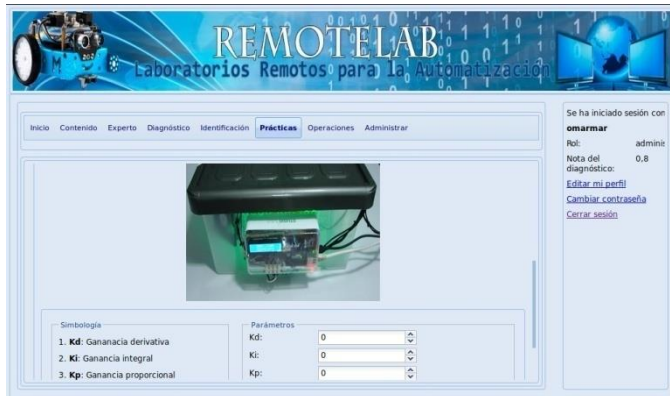 REMOTELAB
Laboratorios Remotos para la Automatización
Inicio Contenido Experto Diagnóstico Identificación Prácticas Operaciones Administrar
Se ha iniciado sesión con
omarmar
Rol: adminis
Nota del 0,8
diagnóstico:
Editar mi perfil
Cambiar contraseña
Cerrar sesión
Simbología
1. Kd: Gananacia derivativa
2. Ki: Ganancia integral
3. Kp: Ganancia proporcional
Parámetros
Kd: 0
Ki: 0
Kp: 0